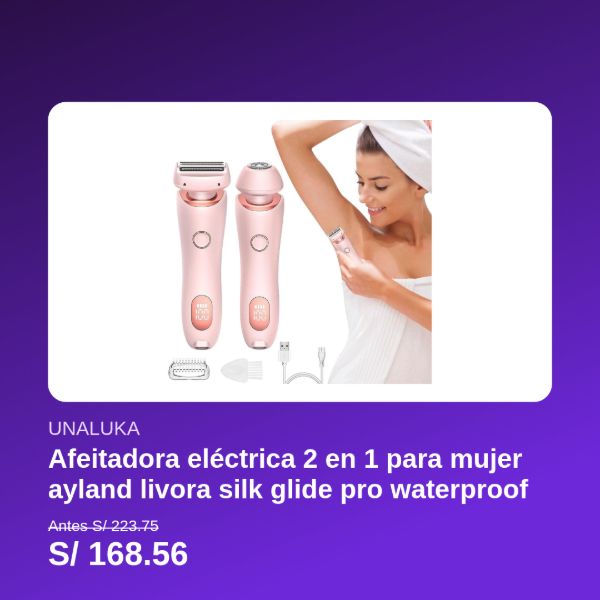 UNALUKA
Afeitadora eléctrica 2 en 1 para mujer
ayland livora silk glide pro waterproof
Antes S/ 223.75
S/ 168.56